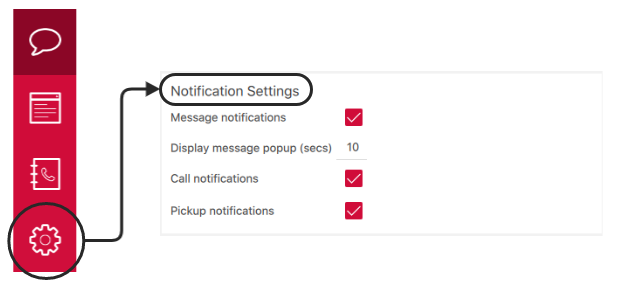 Notification Settings
Message notifications
Display message popup (secs) 10
Call notifications
Pickup notifications